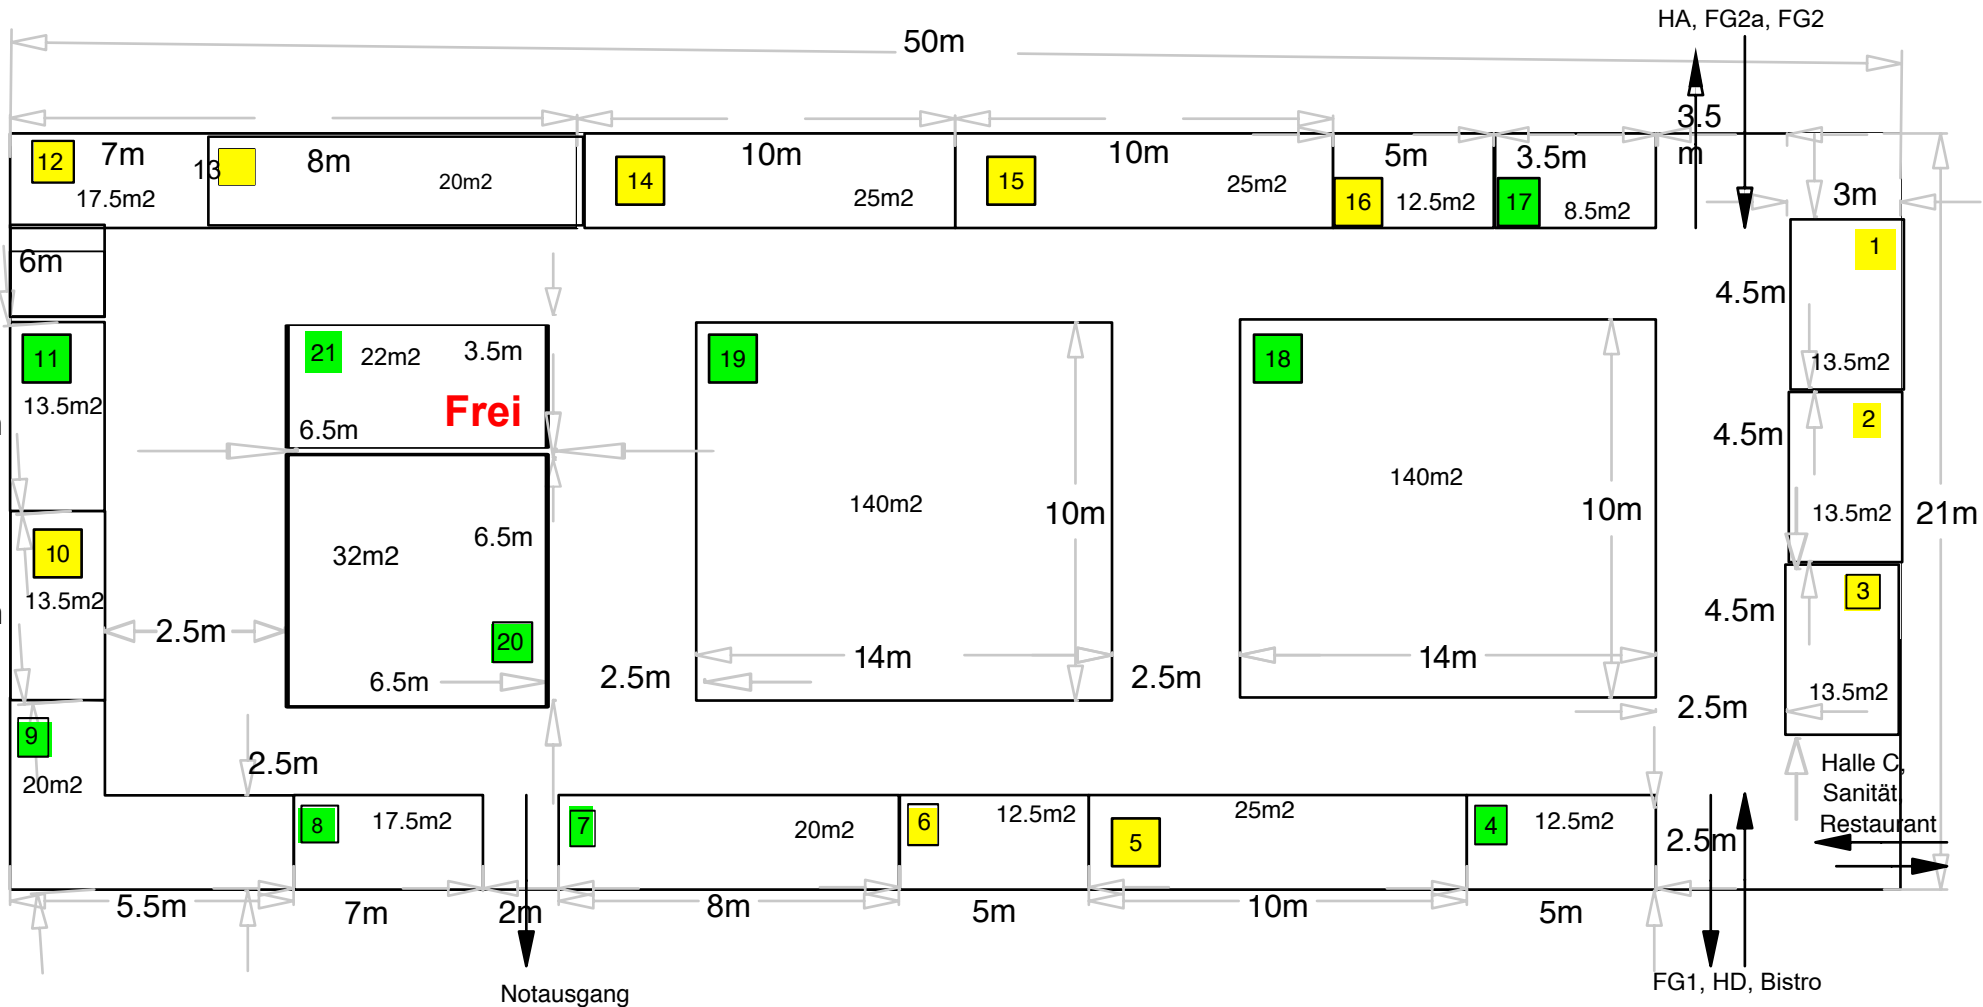 HA, FG2a, FG2
50m
3.5
m
12
7m
17.5m2
13
8m
20m2
14
10m
25m2
15
10m
25m2
16
5m
12.5m2
17
3.5m
8.5m2
3m
6m
1
4.5m
13.5m2
11
13.5m2
21
22m2
3.5m
Frei
6.5m
19
140m2
10m
14m
18
140m2
10m
14m
2
4.5m
13.5m2
21m
10
13.5m2
2.5m
32m2
6.5m
20
6.5m
2.5m
2.5m
3
4.5m
13.5m2
2.5m
9
20m2
2.5m
Halle C,
Sanität,
Restaurant
8
17.5m2
7
20m2
6
12.5m2
5
25m2
4
12.5m2
2.5m
5.5m
7m
2m
8m
5m
10m
5m
Notausgang
FG1, HD, Bistro